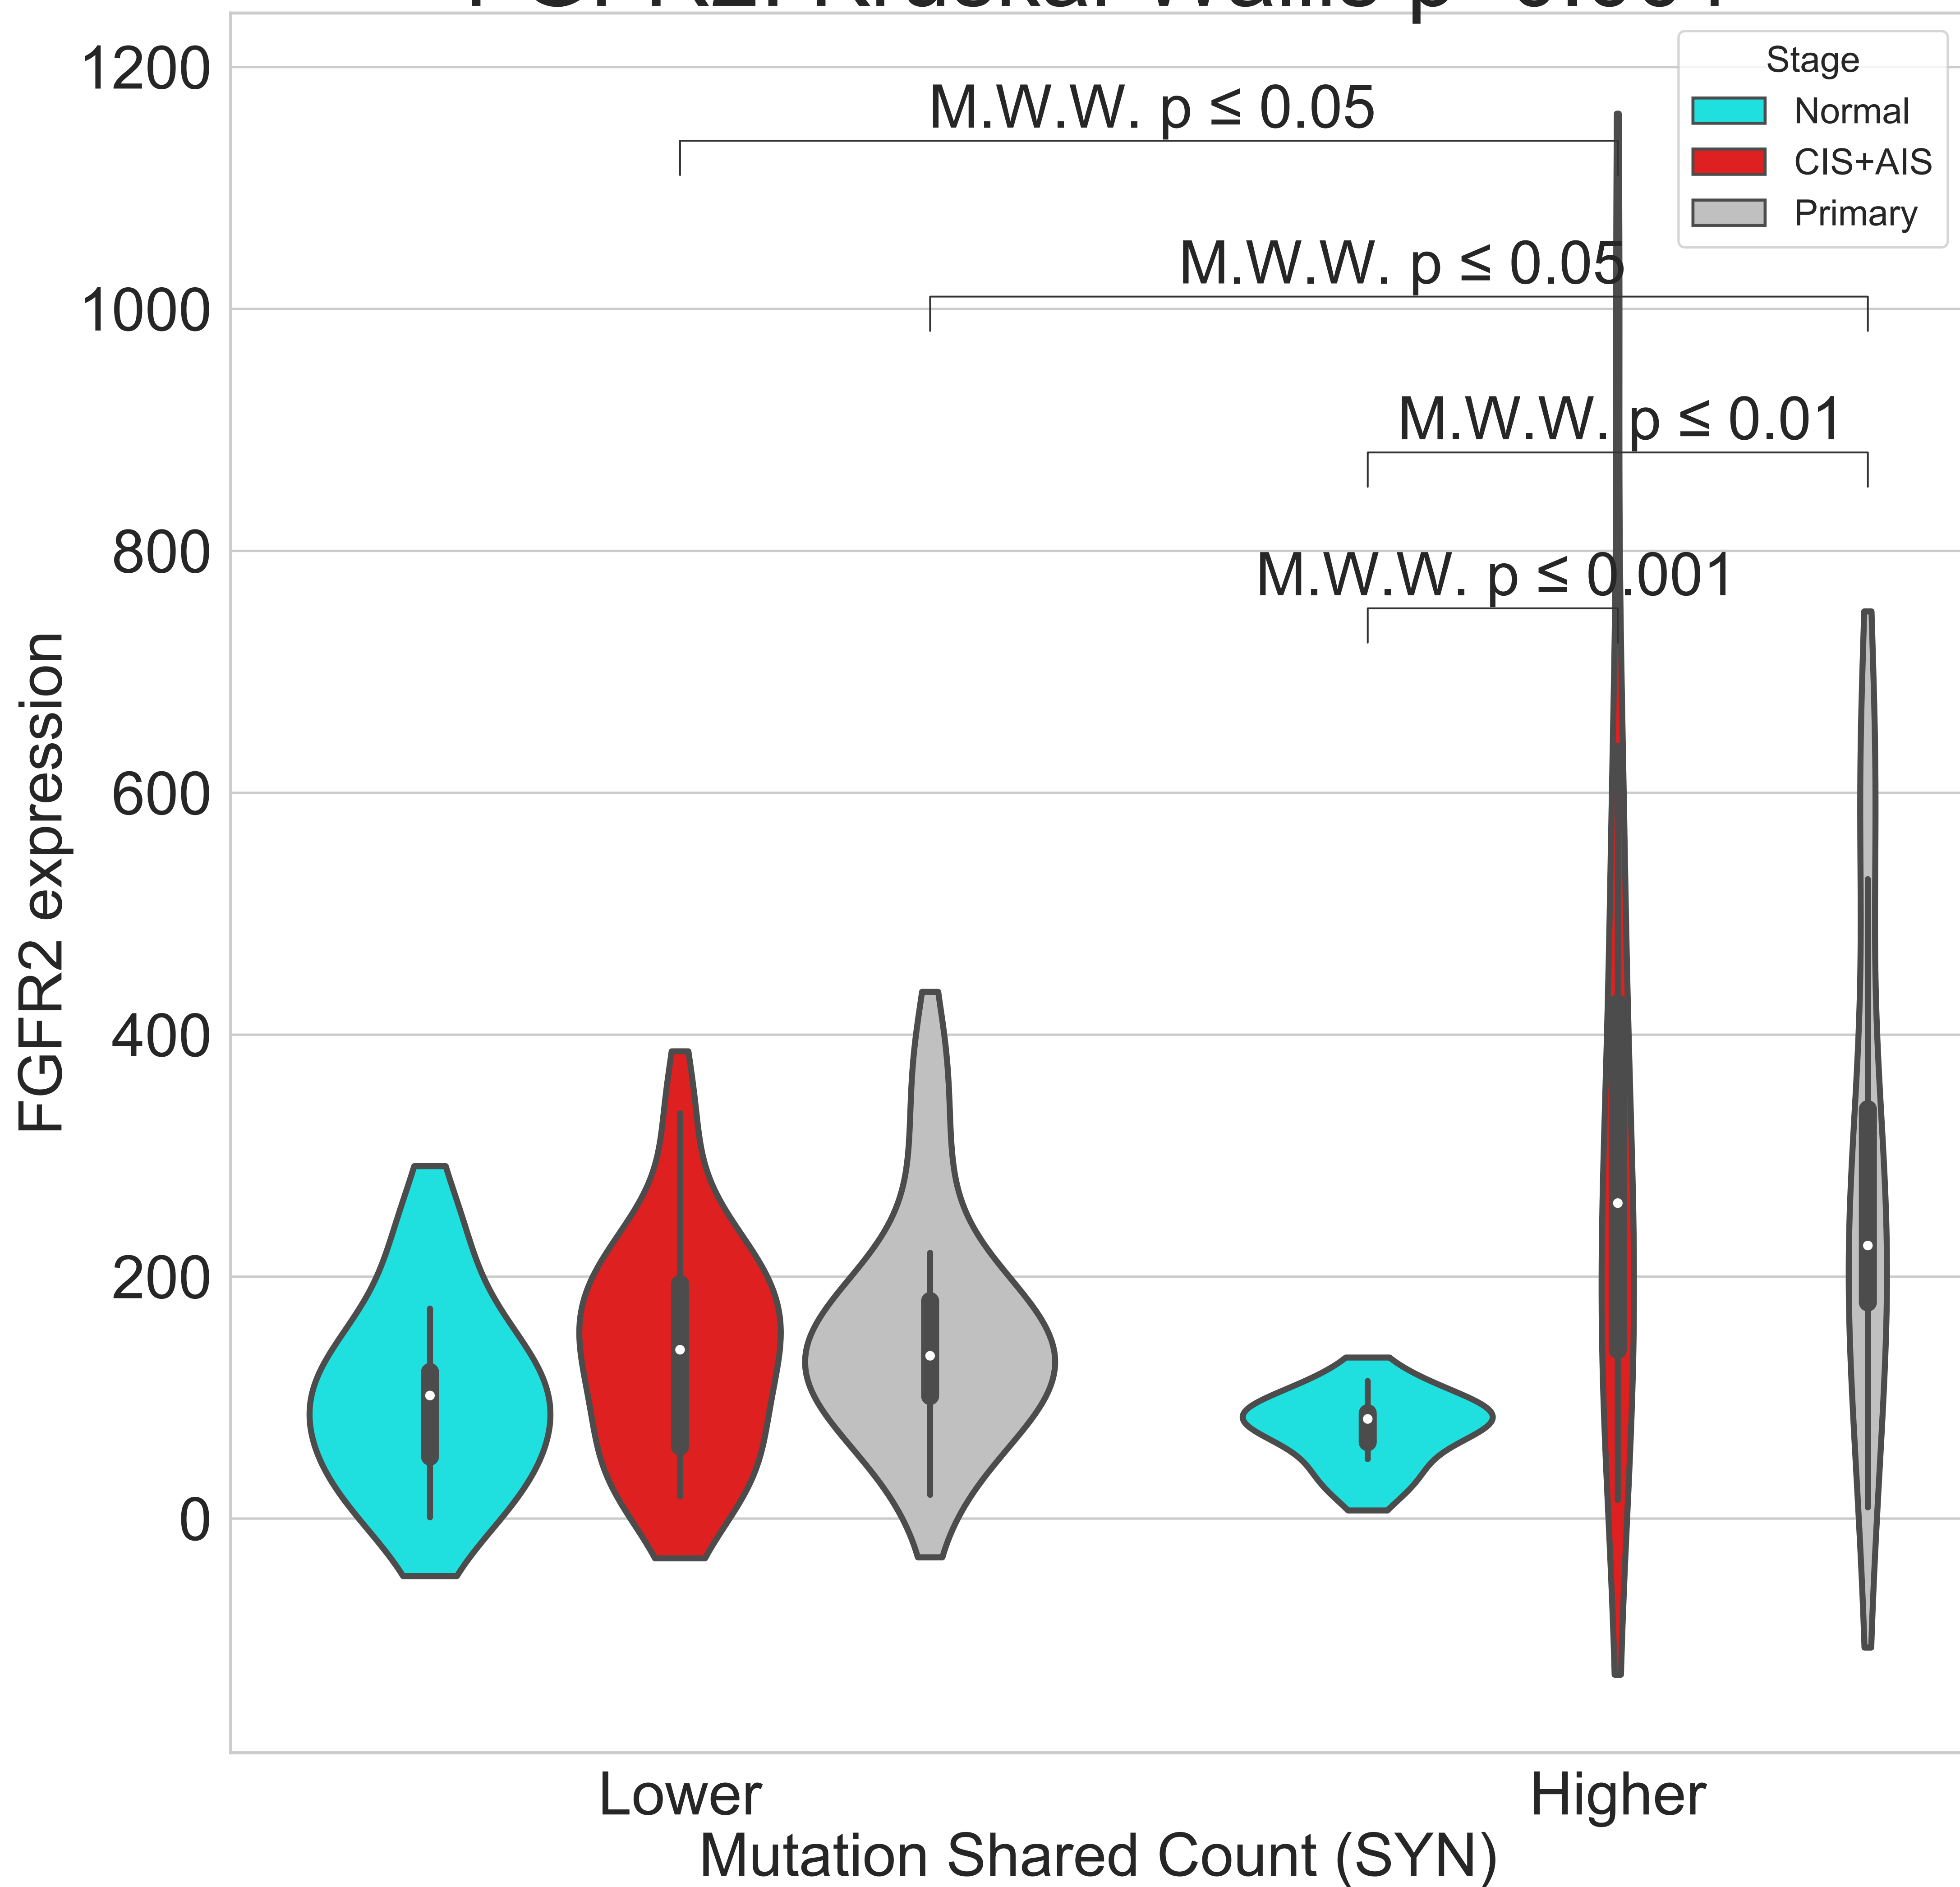 1200
1000
800
600
400
200
0
FGFR2 expression
M.W.W. p ≤ 0.05
M.W.W. p ≤ 0.05
M.W.W. p ≤ 0.01
M.W.W. p ≤ 0.001
Stage
Normal
CIS+AIS
Primary
Lower
Higher
Mutation Shared Count (SYN)